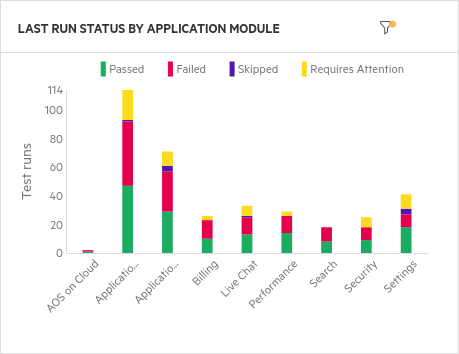 LAST RUN STATUS BY APPLICATION MODULE
Passed Failed Skipped Requires Attention
114
100
80
60
40
20
0
Test runs
AOS on Cloud
Applicatio...
Applicatio...
Billing
Live Chat
Performance
Search
Security
Settings